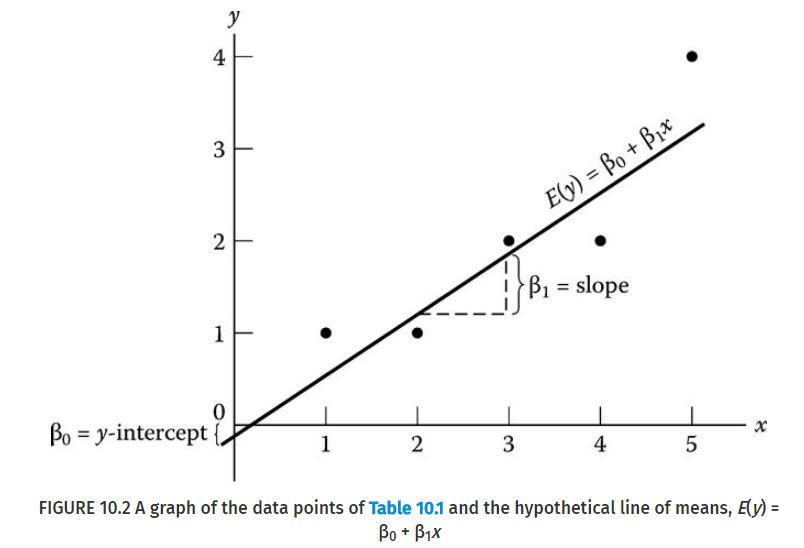 y
4
3
2
1
0
E(y) = β₀ + β₁x
β₁ = slope
β₀ = y-intercept {
x
1 2 3 4 5
FIGURE 10.2 A graph of the data points of Table 10.1 and the hypothetical line of means, E(y) =
β₀ + β₁x